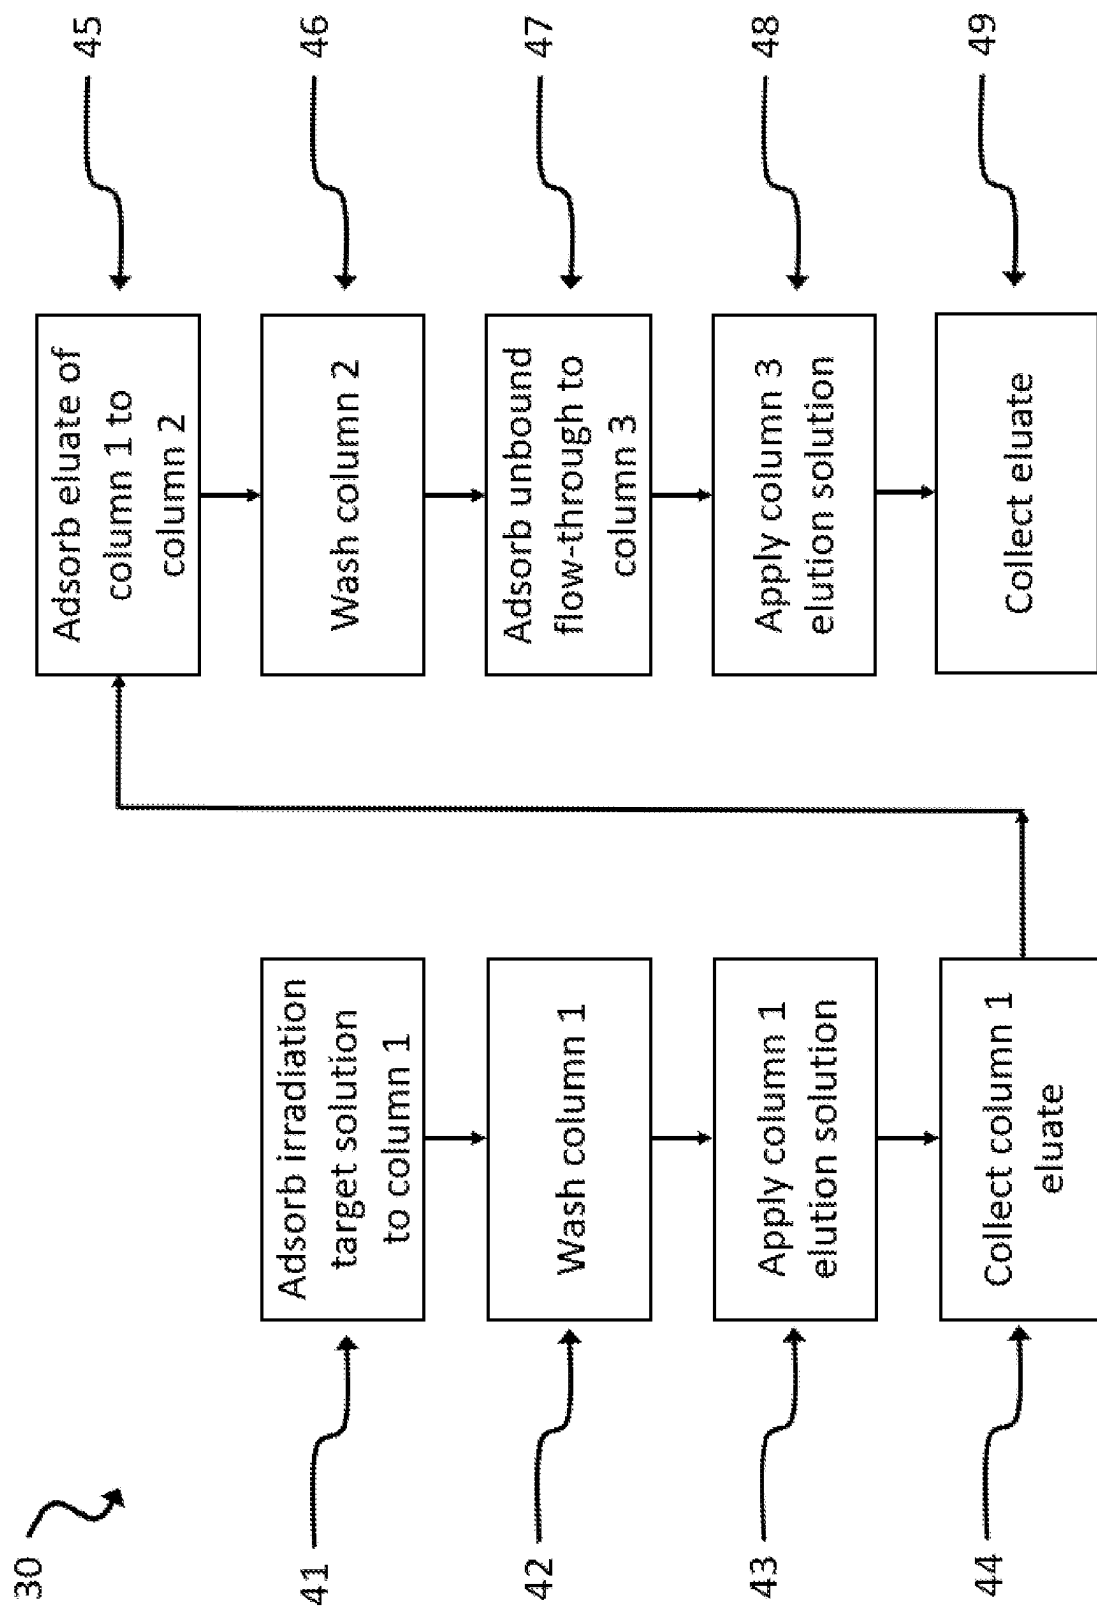 30
41
Adsorb irradiation
target solution
to column 1
42
Wash column 1
43
Apply column 1
elution solution
44
Collect column 1
eluate
45
Adsorb eluate of
column 1 to
column 2
46
Wash column 2
47
Adsorb unbound
flow-through to
column 3
48
Apply column 3
elution solution
49
Collect eluate